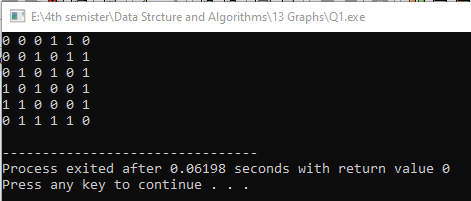 E:\4th semister\Data Strcture and Algorithms\13 Graphs\Q1.exe
0 0 0 1 1 0
0 0 1 0 1 1
0 1 0 1 0 1
1 0 1 0 0 1
1 1 0 0 0 1
0 1 1 1 1 0
--------------------------------
Process exited after 0.06198 seconds with return value 0
Press any key to continue . . .